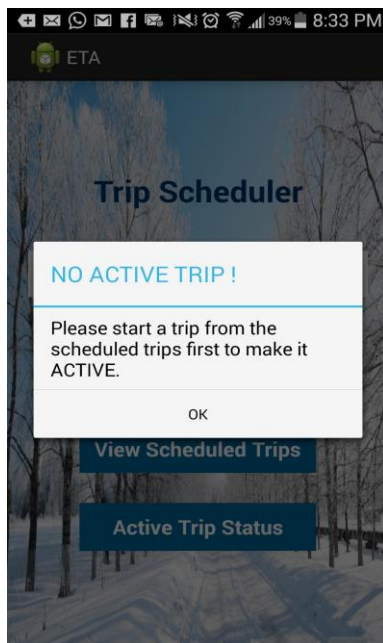 39% 8:33 PM
ETA
Trip Scheduler
NO ACTIVE TRIP !
Please start a trip from the
scheduled trips first to make it
ACTIVE.
OK
View Scheduled Trips
Active Trip Status